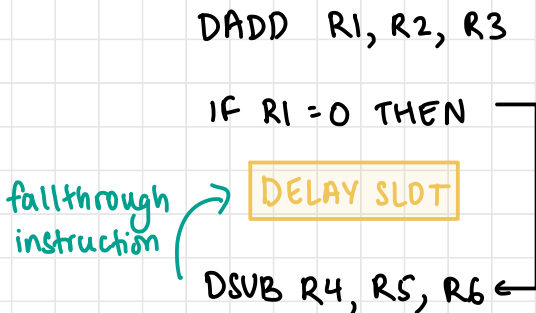 DADD R1, R2, R3
IF R1 = 0 THEN
DELAY SLOT
fallthrough
instruction
DSUB R4, R5, R6